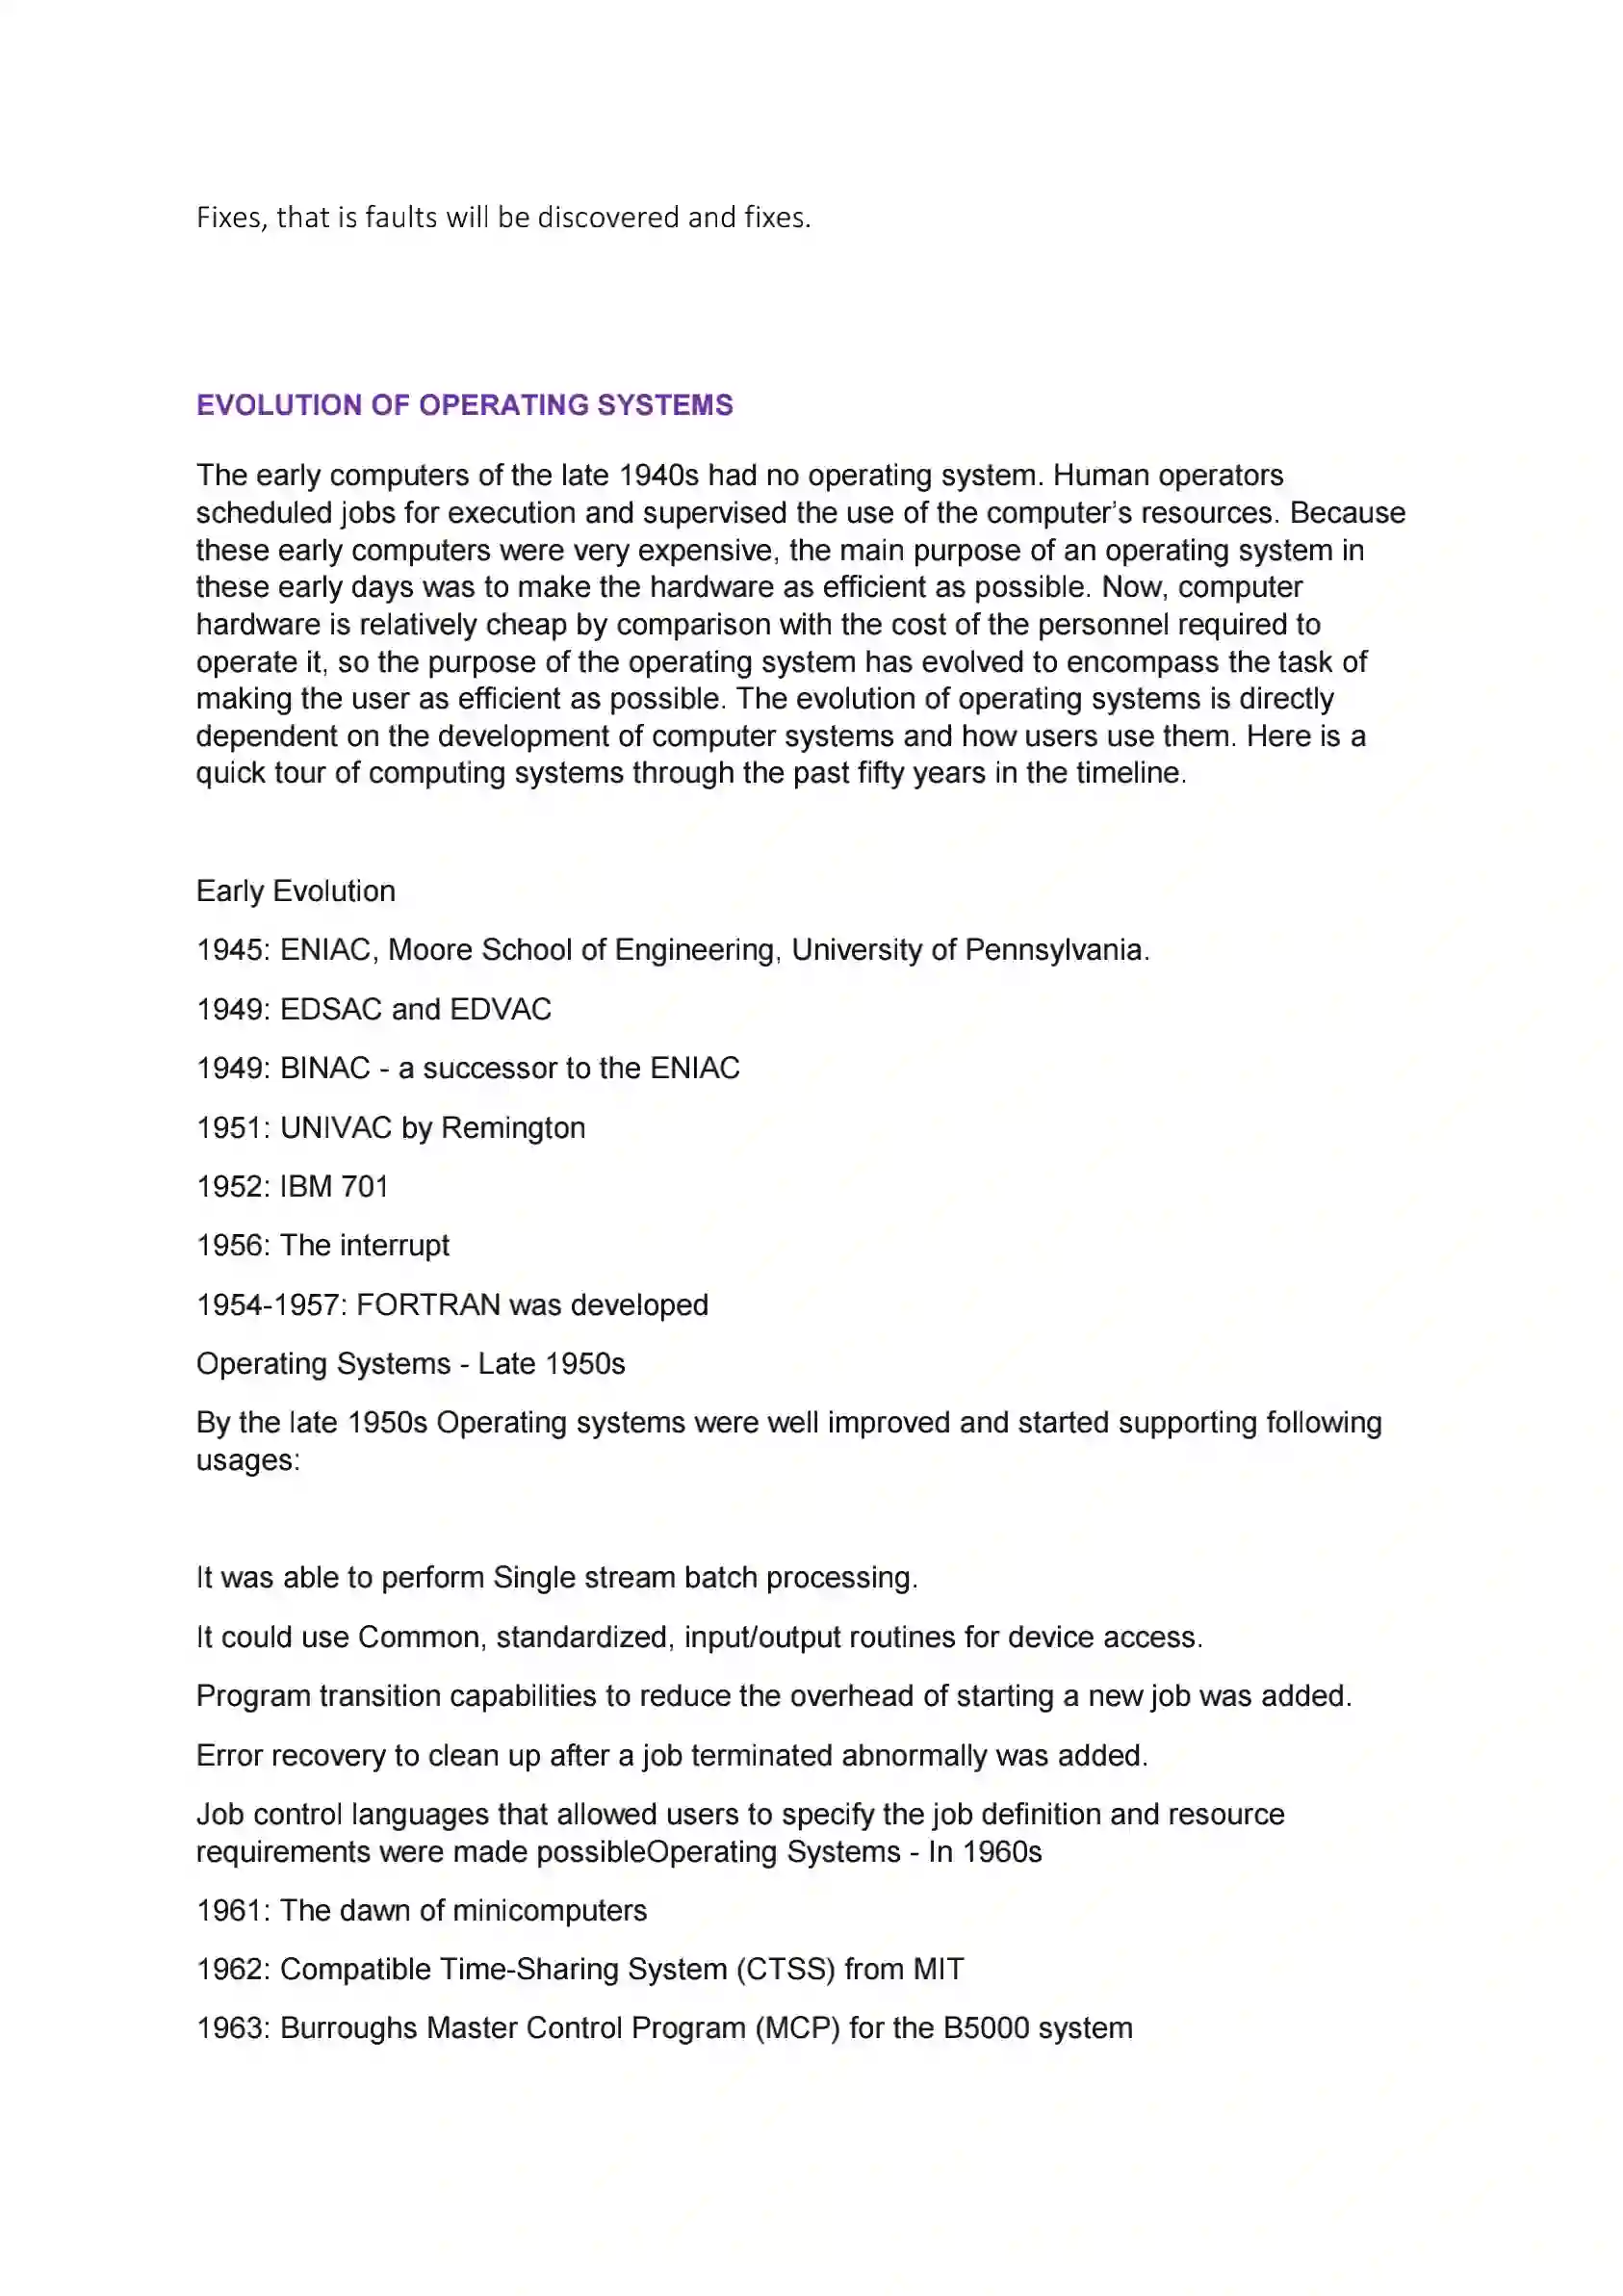 Fixes, that is faults will be discovered and fixes.
EVOLUTION OF OPERATING SYSTEMS
The early computers of the late 1940s had no operating system. Human operators
scheduled jobs for execution and supervised the use of the computer's resources. Because
these early computers were very expensive, the main purpose of an operating system in
these early days was to make the hardware as efficient as possible. Now, computer
hardware is relatively cheap by comparison with the cost of the personnel required to
operate it, so the purpose of the operating system has evolved to encompass the task of
making the user as efficient as possible. The evolution of operating systems is directly
dependent on the development of computer systems and how users use them. Here is a
quick tour of computing systems through the past fifty years in the timeline.
Early Evolution
1945: ENIAC, Moore School of Engineering, University of Pennsylvania.
1949: EDSAC and EDVAC
1949: BINAC - a successor to the ENIAC
1951: UNIVAC by Remington
1952: IBM 701
1956: The interrupt
1954-1957: FORTRAN was developed
Operating Systems - Late 1950s
By the late 1950s Operating systems were well improved and started supporting following
usages:
It was able to perform Single stream batch processing.
It could use Common, standardized, input/output routines for device access.
Program transition capabilities to reduce the overhead of starting a new job was added.
Error recovery to clean up after a job terminated abnormally was added.
Job control languages that allowed users to specify the job definition and resource
requirements were made possibleOperating Systems - In 1960s
1961: The dawn of minicomputers
1962: Compatible Time-Sharing System (CTSS) from MIT
1963: Burroughs Master Control Program (MCP) for the B5000 system